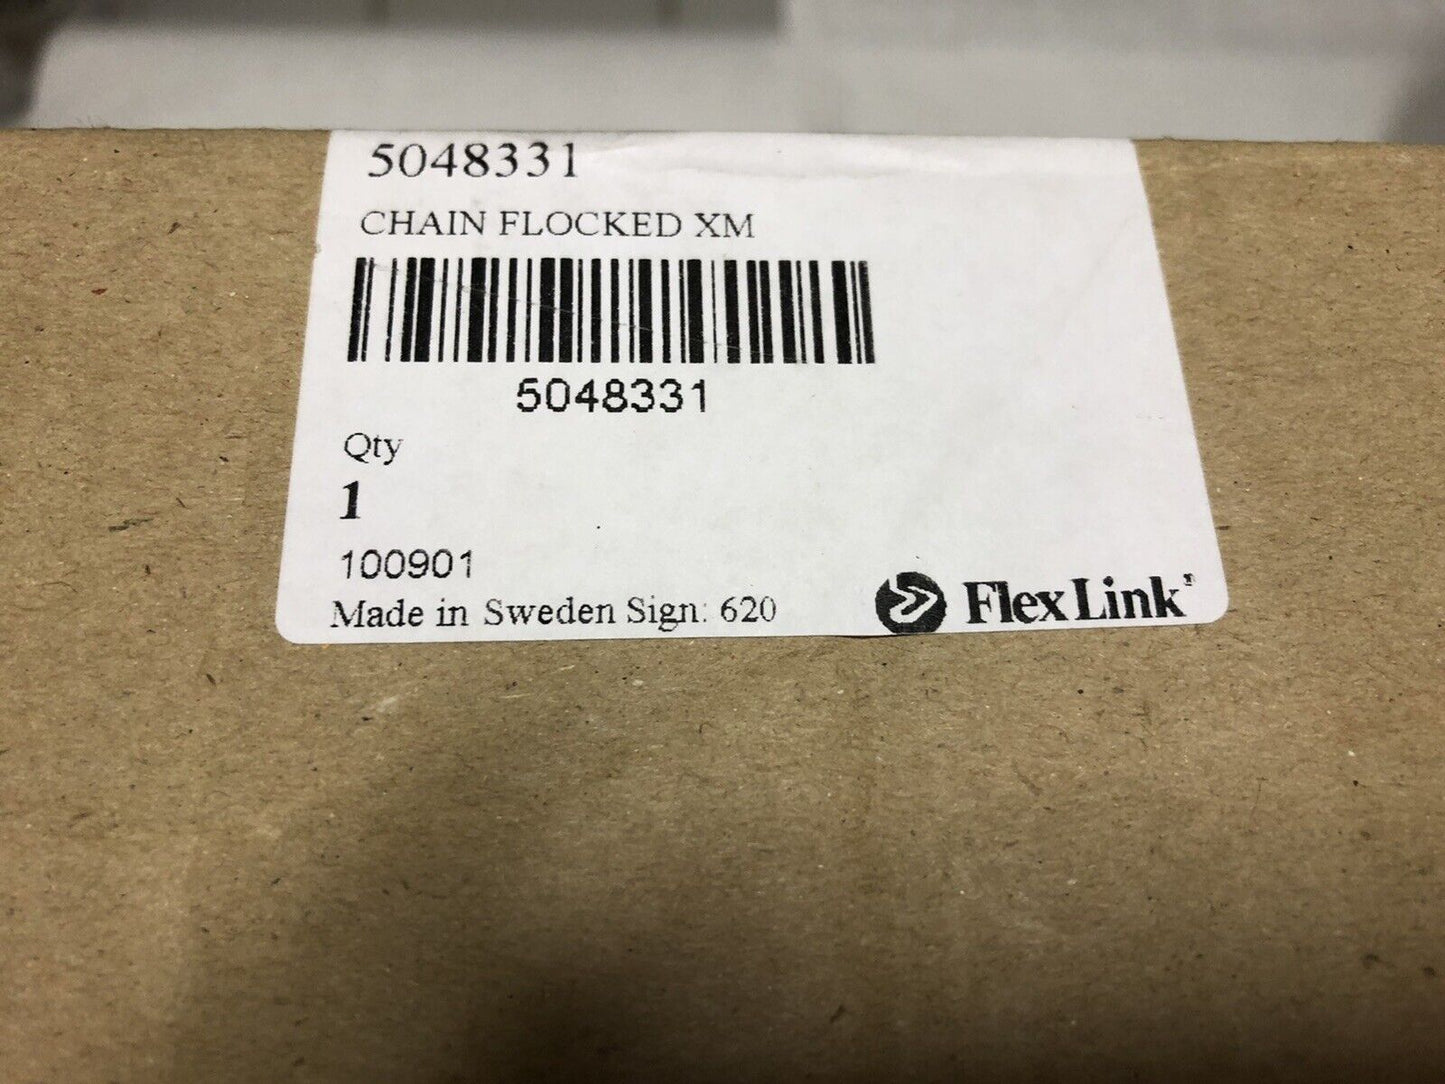 5048331
CHAIN FLOCKED XM
5048331
Qty
1
100901
Made in Sweden Sign: 620
FlexLink